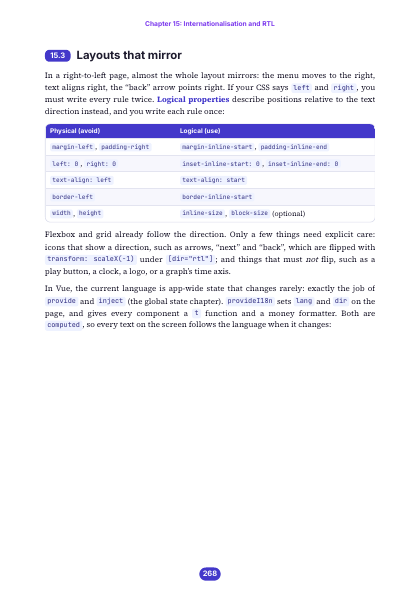 Chapter 15: Internationalisation and RTL
15.3 Layouts that mirror
In a right-to-left page, almost the whole layout mirrors: the menu moves to the right,
text aligns right, the “back” arrow points right. If your CSS says left and right, you
must write every rule twice. Logical properties describe positions relative to the text
direction instead, and you write each rule once:
Physical (avoid) Logical (use)
margin-left, padding-right margin-inline-start, padding-inline-end
left: 0, right: 0 inset-inline-start: 0, inset-inline-end: 0
text-align: left text-align: start
border-left border-inline-start
width, height inline-size, block-size (optional)
Flexbox and grid already follow the direction. Only a few things need explicit care:
icons that show a direction, such as arrows, “next” and “back”, which are flipped with
transform: scaleX(-1) under [dir="rtl"]; and things that must not flip, such as a
play button, a clock, a logo, or a graph’s time axis.
In Vue, the current language is app-wide state that changes rarely: exactly the job of
provide and inject (the global state chapter). provideI18n sets lang and dir on the
page, and gives every component a t function and a money formatter. Both are
computed, so every text on the screen follows the language when it changes:
268